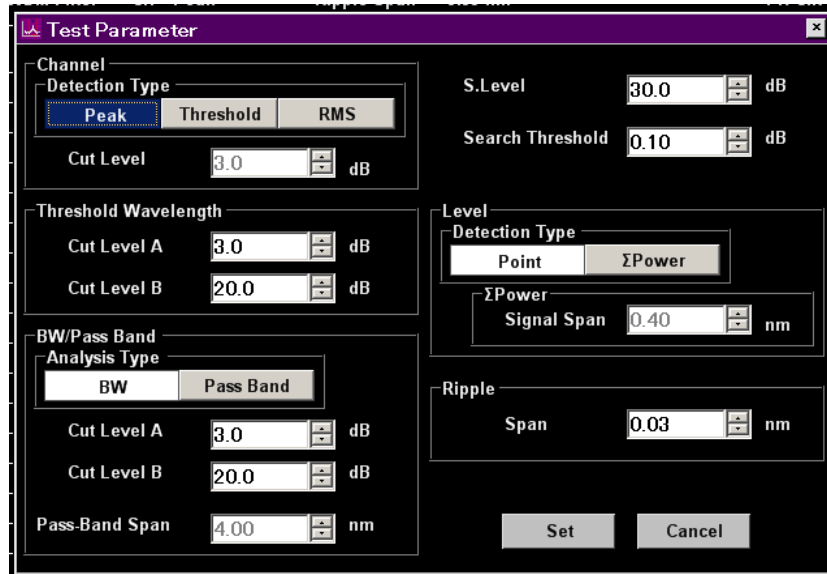 Test Parameter
Channel
Detection Type
Peak Threshold RMS
Cut Level 3.0 dB
S.Level 30.0 dB
Search Threshold 0.10 dB
Threshold Wavelength
Cut Level A 3.0 dB
Cut Level B 20.0 dB
Level
Detection Type
Point ΣPower
ΣPower
Signal Span 0.40 nm
BW/Pass Band
Analysis Type
BW Pass Band
Cut Level A 3.0 dB
Cut Level B 20.0 dB
Pass-Band Span 4.00 nm
Ripple
Span 0.03 nm
Set Cancel